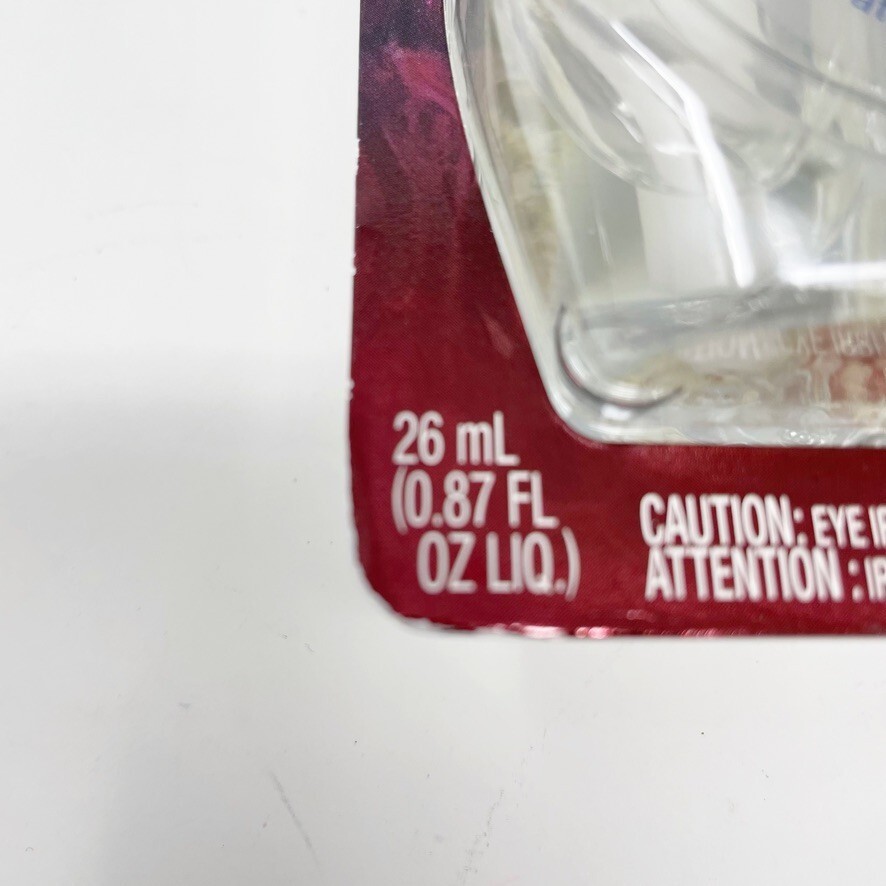 26 mL
(0.87 FL
OZ LIQ.)
CAUTION: EYE
ATTENTION :